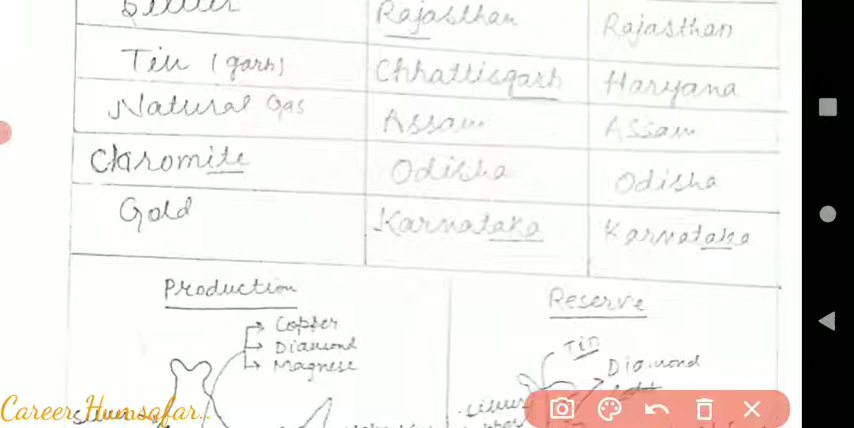 Silver Rajasthan Rajasthan
Tin (garh) Chhattisgarh Haryana
Natural Gas Assam Assam
Chromite Odisha Odisha
Gold Karnataka Karnataka
Production Reserve
Copper
Diamond
Magnese
Tin
Diamond
Career Humsafar..